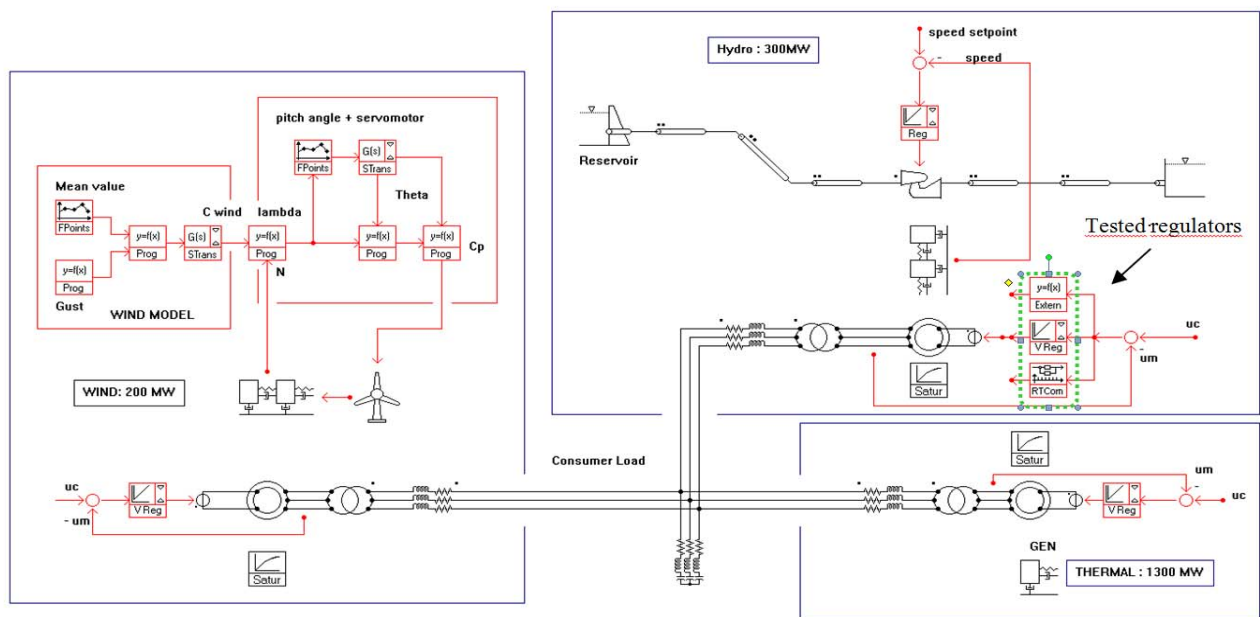 speed setpoint
Hydro : 300MW
- speed
Reg
Reservoir
pitch angle + servomotor
FPoints
G(s)
STrans
Theta
Mean value
FPoints
C wind
lambda
y=f(x)
Prog
G(s)
STrans
y=f(x)
Prog
y=f(x)
Prog
y=f(x)
Prog
Cp
N
y=f(x)
Prog
Gust
WIND MODEL
WIND: 200 MW
Tested regulators
y=f(x)
Extern
V Reg
RTCom
uc
-
um
Satur
Consumer Load
uc
- um
V Reg
Satur
Satur
um
-
uc
V Reg
GEN
THERMAL : 1300 MW